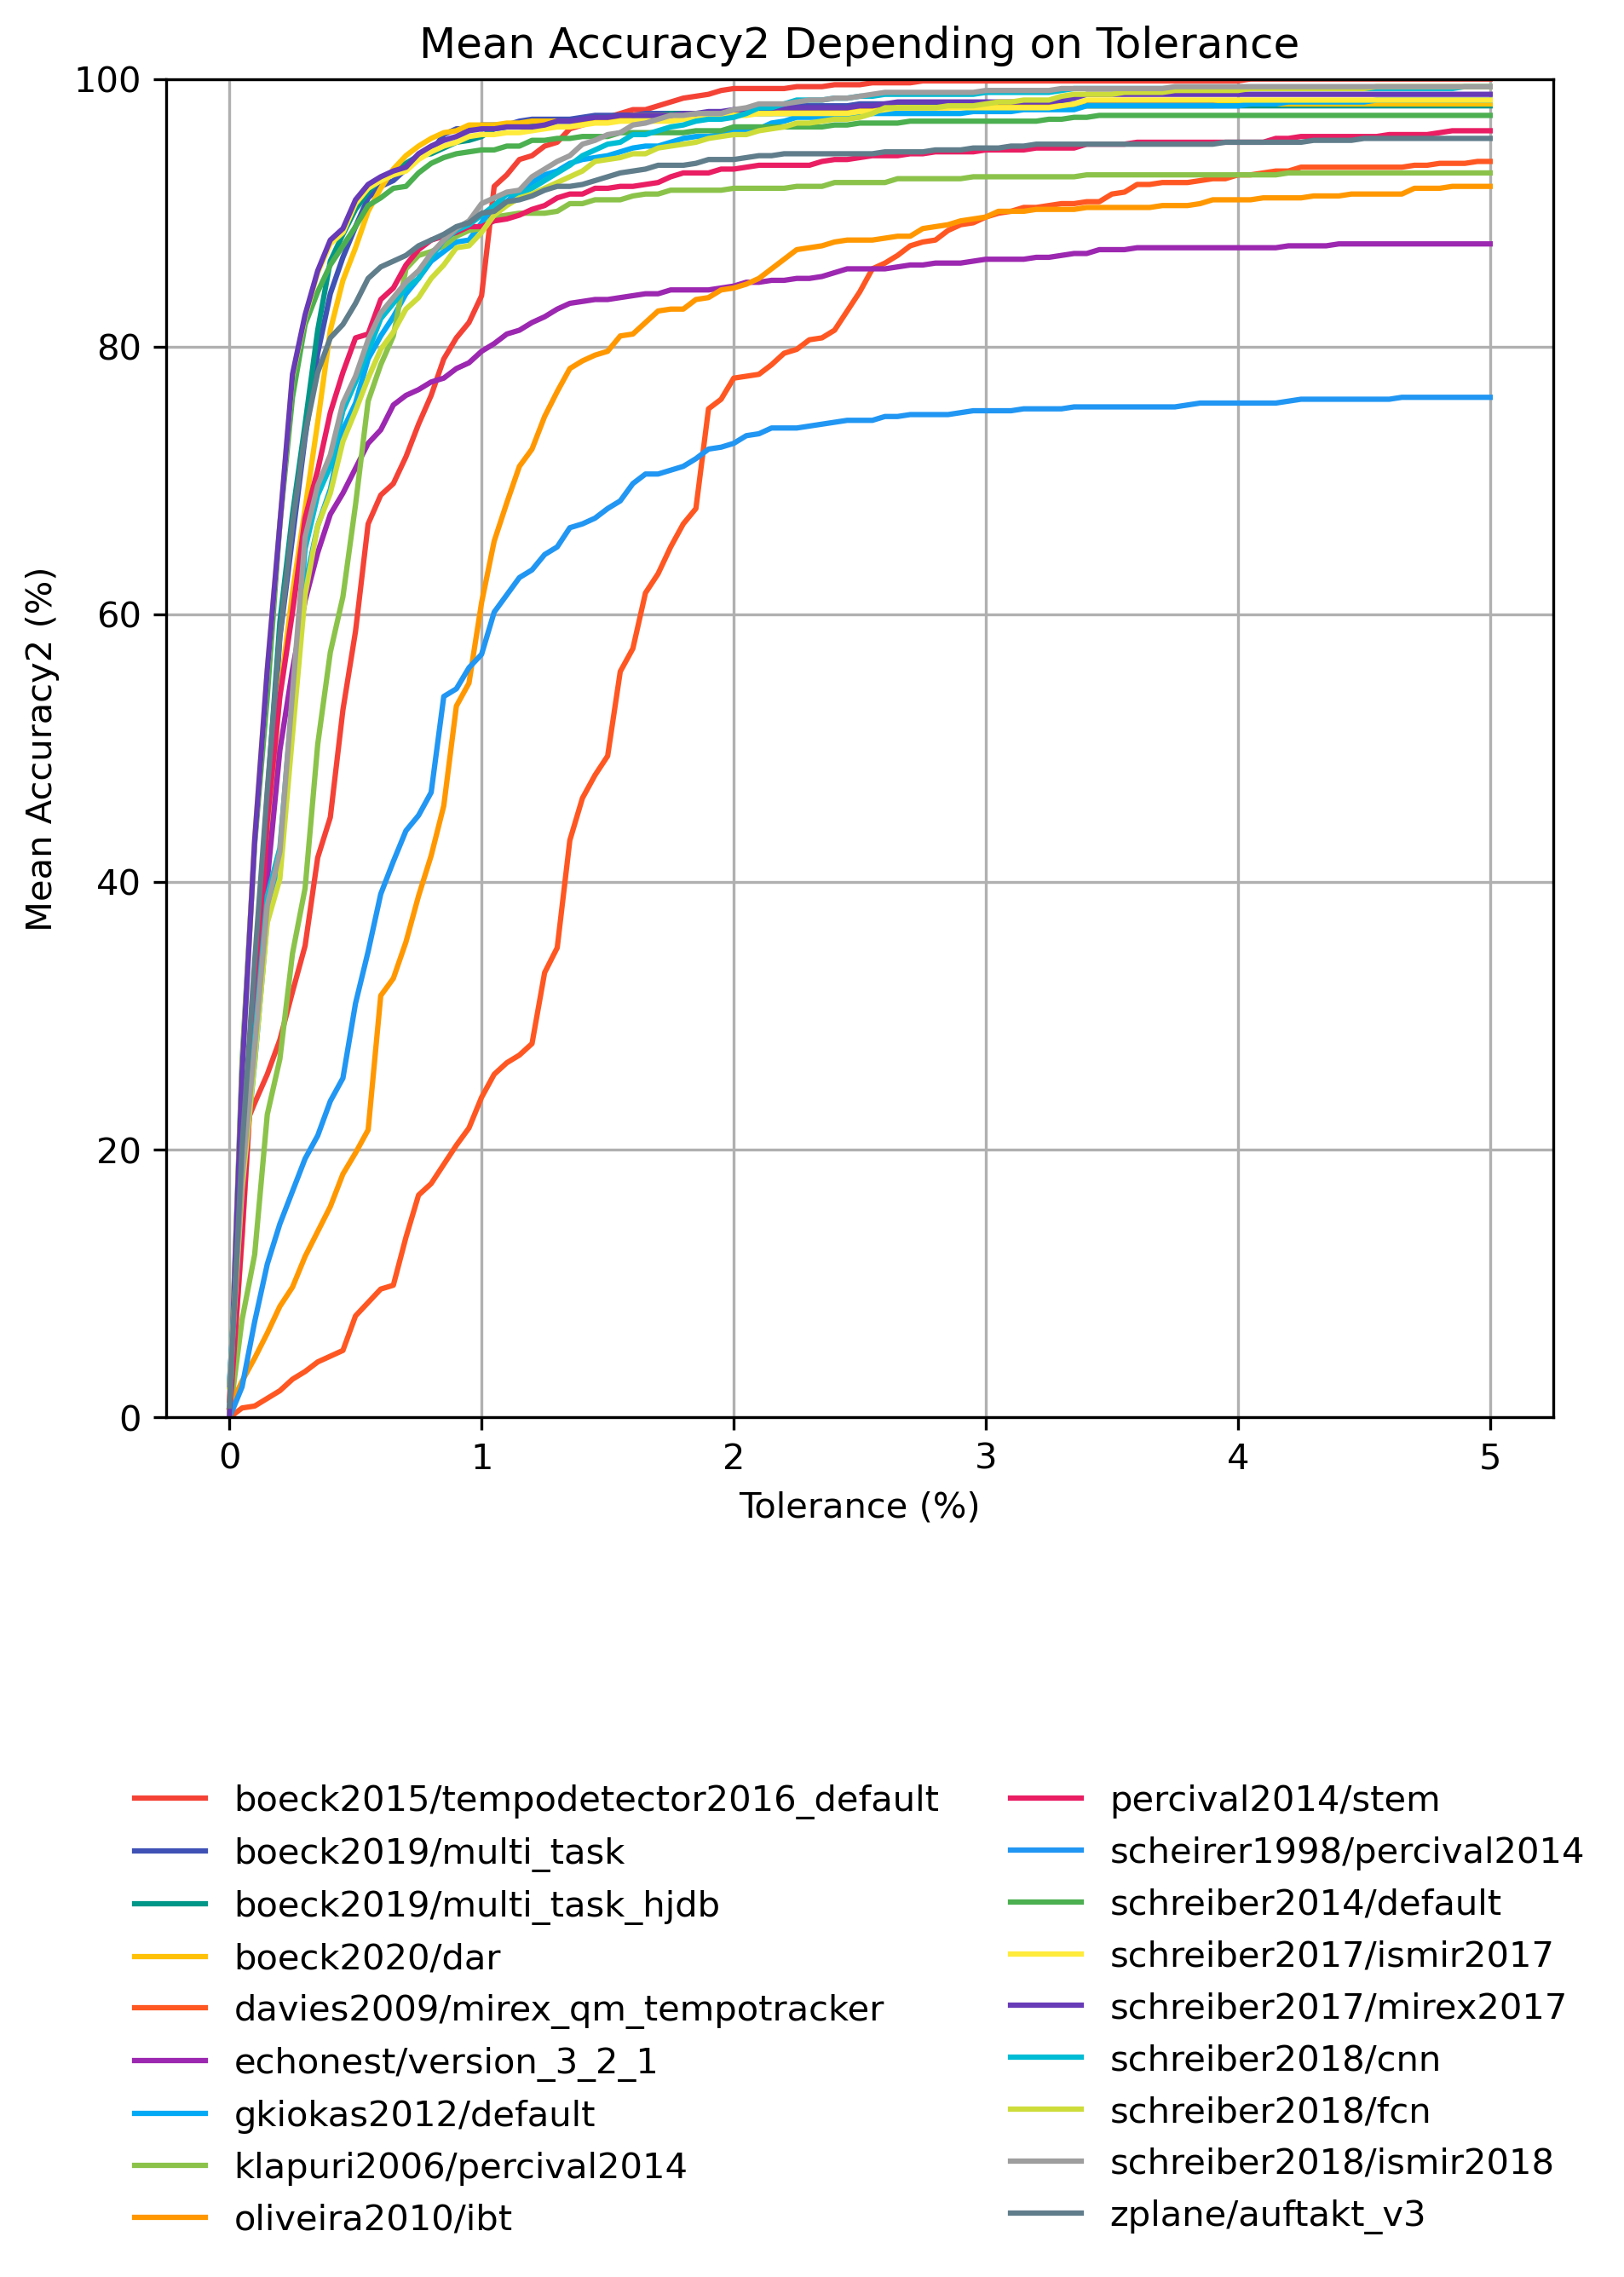 Mean Accuracy2 Depending on Tolerance
100
80
60
40
20
0
Mean Accuracy2 (%)
0 1 2 3 4 5
Tolerance (%)
boeck2015/tempodetector2016_default
boeck2019/multi_task
boeck2019/multi_task_hjdb
boeck2020/dar
davies2009/mirex_qm_tempotracker
echonest/version_3_2_1
gkiokas2012/default
klapuri2006/percival2014
oliveira2010/ibt
percival2014/stem
scheirer1998/percival2014
schreiber2014/default
schreiber2017/ismir2017
schreiber2017/mirex2017
schreiber2018/cnn
schreiber2018/fcn
schreiber2018/ismir2018
zplane/auftakt_v3